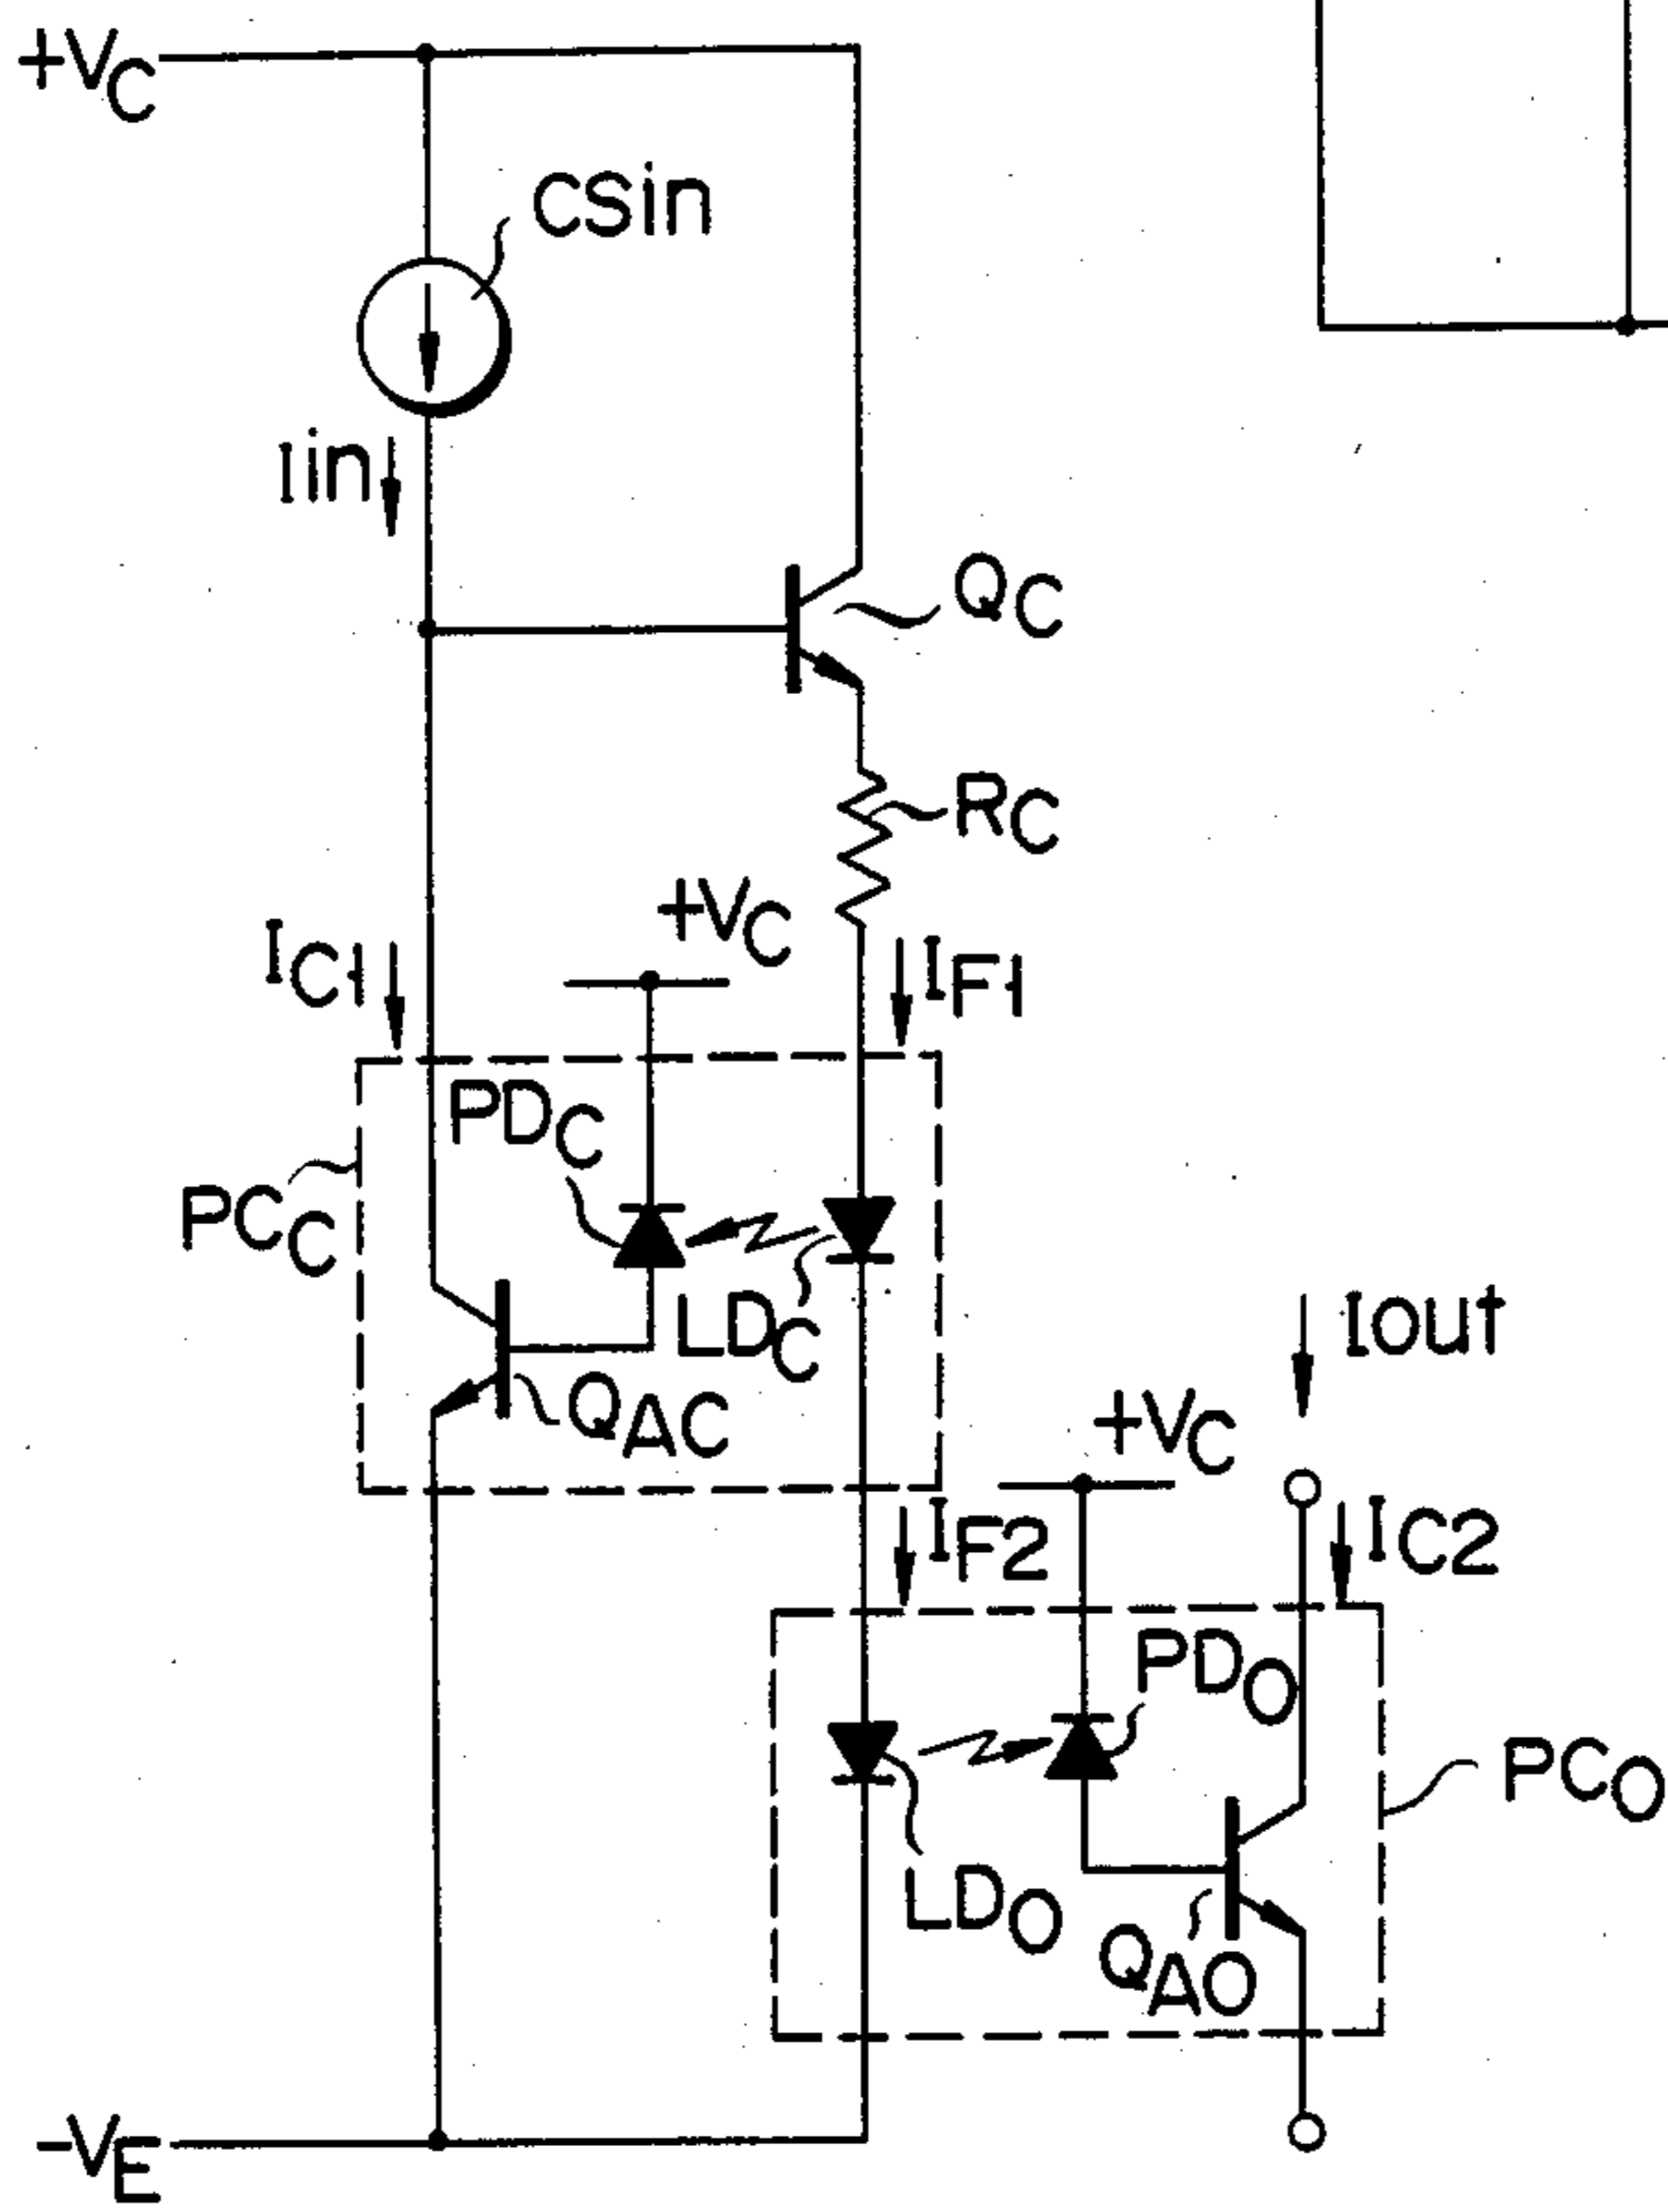 +VC
CSin
Iin
QC
RC
+VC
IC1
IF1
PDC
PCC
LDC
Iout
QAC
+VC
IF2
IC2
PDO
PCO
LDO
QAO
-VE